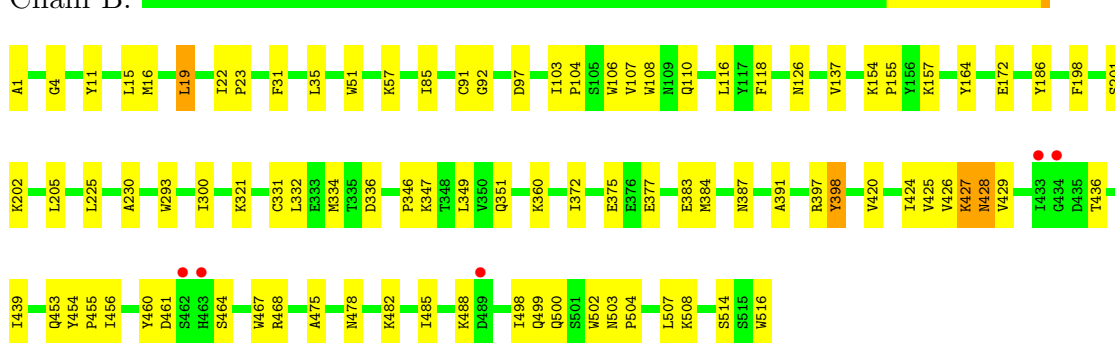 Chain B:
A1 G4 Y11 L15 M16 L19 I22 P23 F31 L35 W51 K57 I85 C91 G92 D97 I103 P104 S105 W106 V107 W108 N109 Q110 L116 Y117 F118 N126 V137 K154 P155 Y156 K157 Y164 E172 Y186 F198 S201
K202 L205 L225 A230 W293 I300 K321 C331 L332 E333 M334 T335 D336 P346 K347 T348 L349 V350 Q351 K360 I372 E375 E376 E377 E383 M384 N387 A391 R397 Y398 V420 I424 V425 V426 K427 N428 V429 I433 G434 D435 T436
I439 Q453 Y454 P455 I456 Y460 D461 S462 H463 S464 W467 R468 A475 N478 K482 I485 K488 D489 I498 Q499 Q500 S501 W502 N503 P504 L507 K508 S514 S515 W516